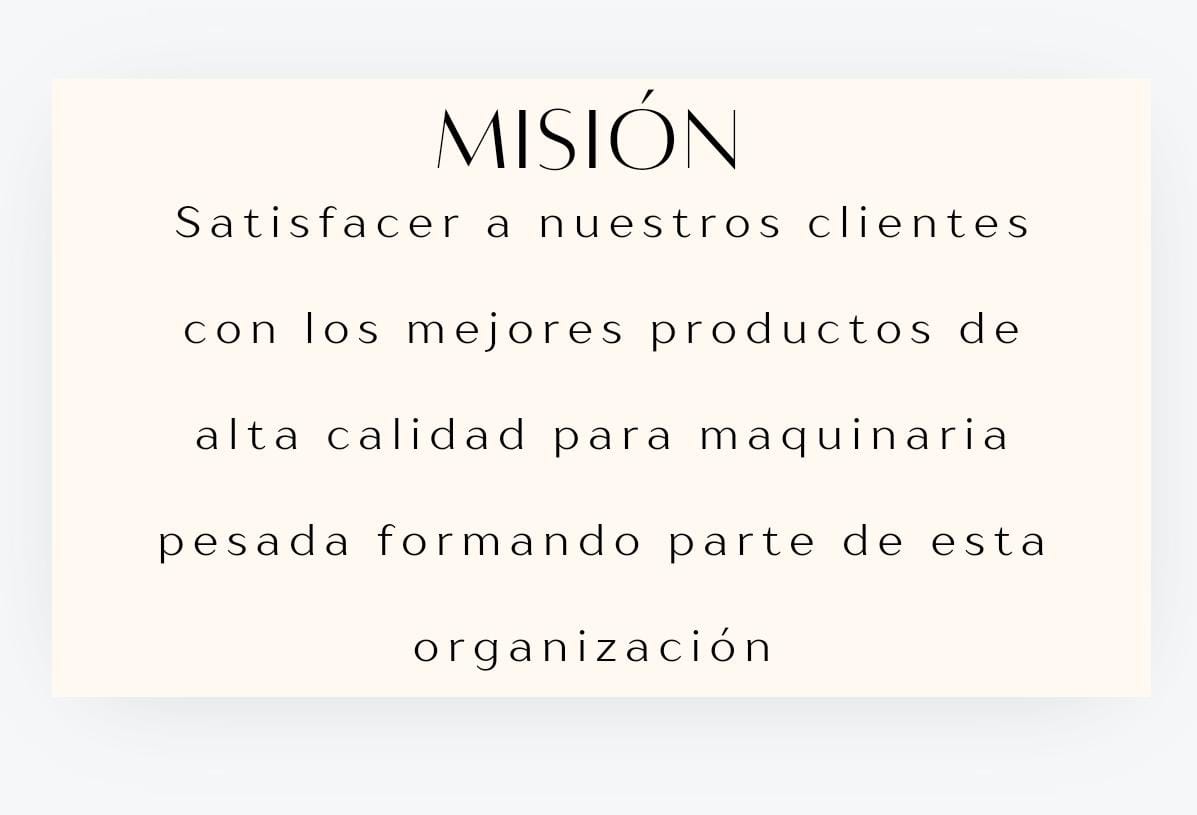 MISIÓN
Satisfacer a nuestros clientes
con los mejores productos de
alta calidad para maquinaria
pesada formando parte de esta
organización